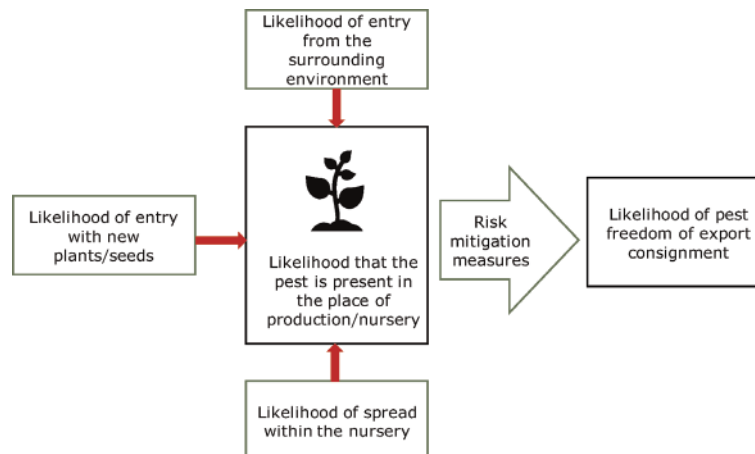 Likelihood of entry
from the
surrounding
environment
Likelihood of entry
with new
plants/seeds
Likelihood that the
pest is present in
the place of
production/nursery
Risk
mitigation
measures
Likelihood of pest
freedom of export
consignment
Likelihood of spread
within the nursery